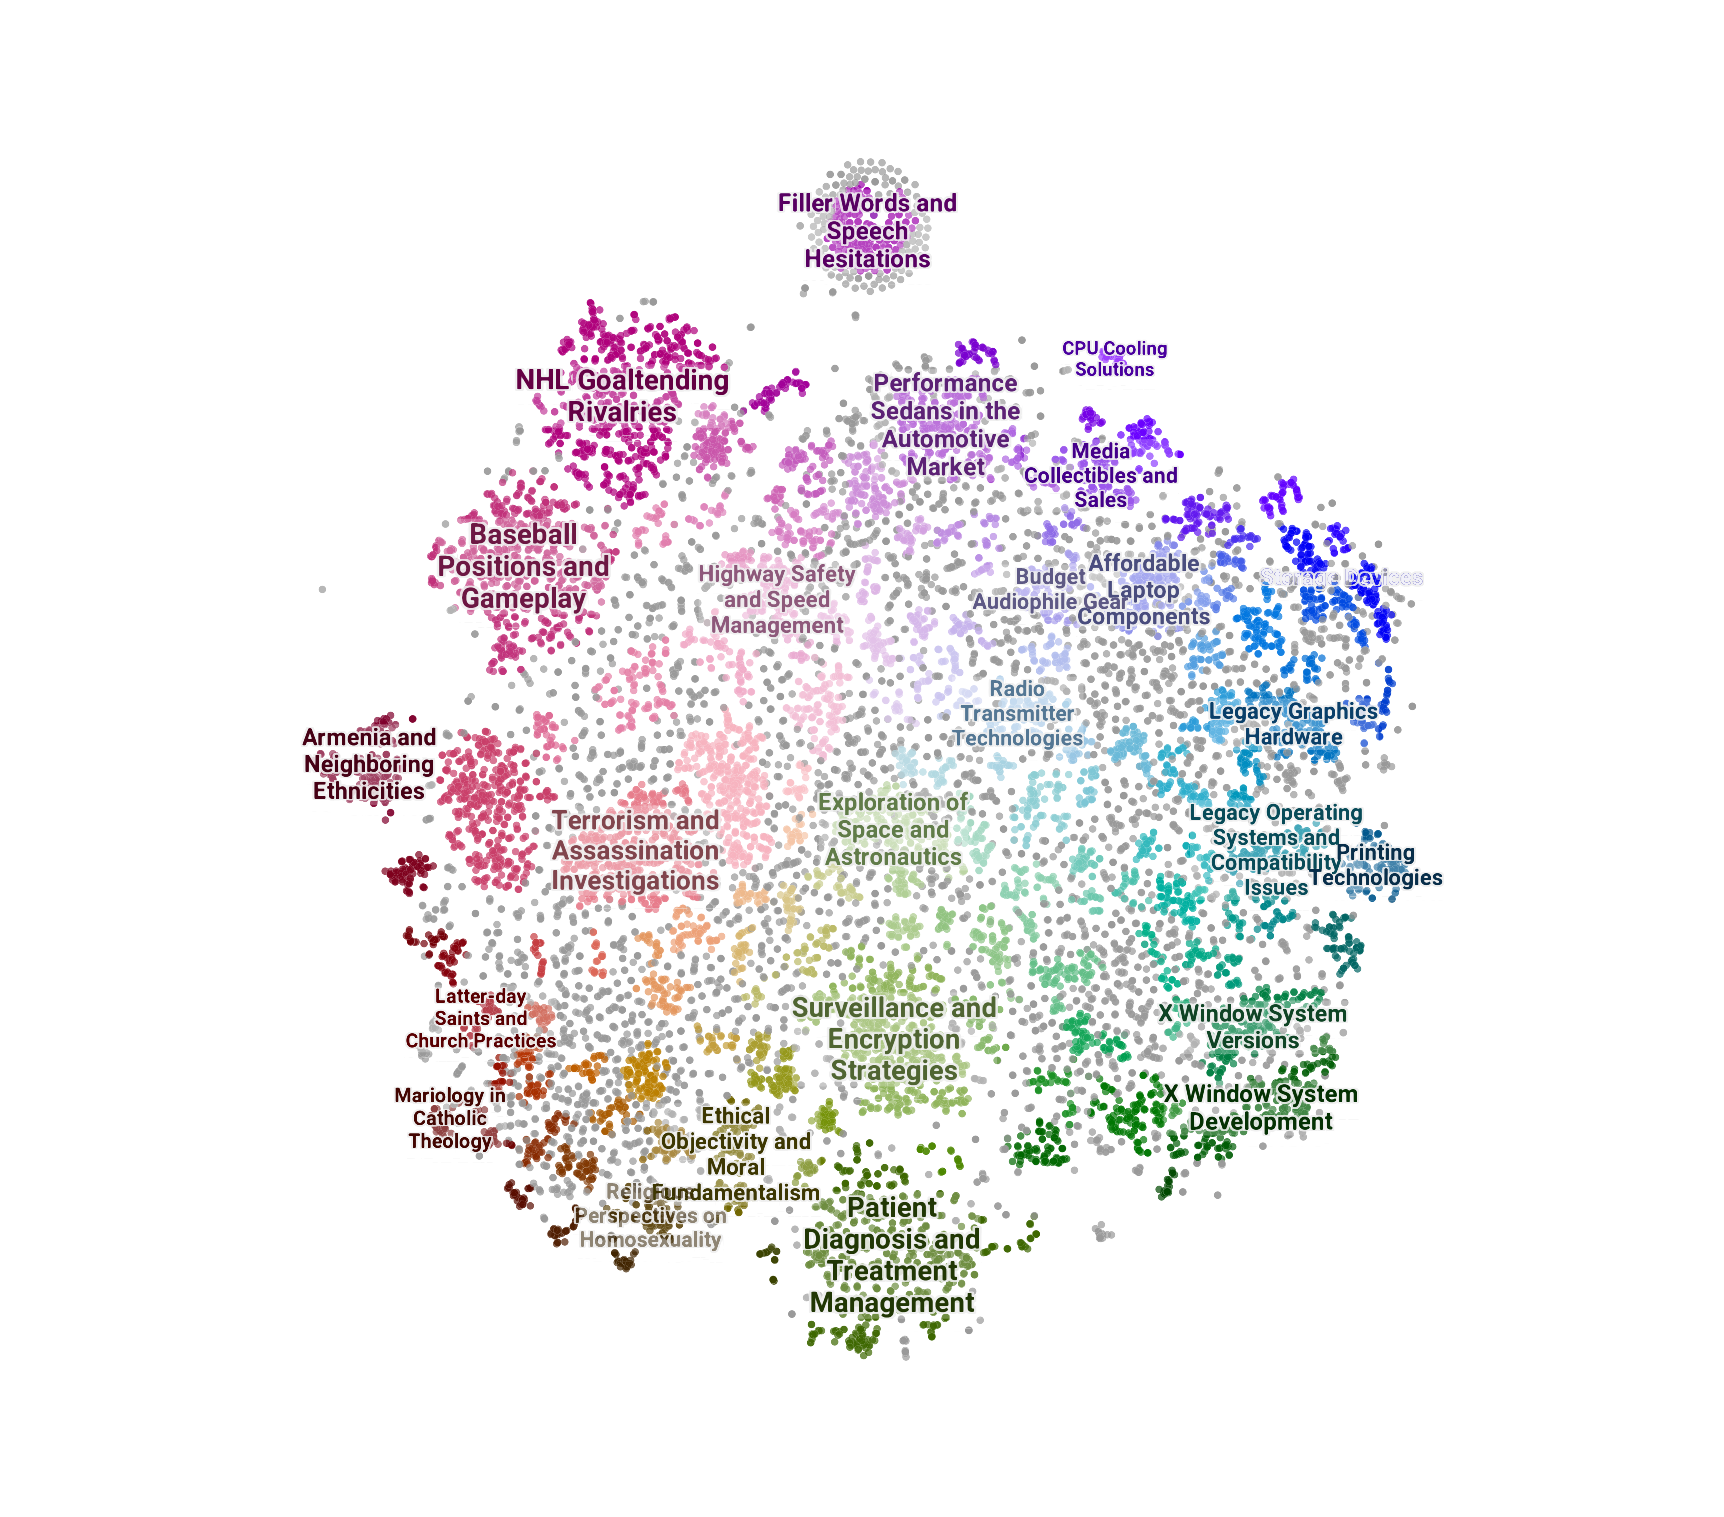 Filler Words and
Speech
Hesitations
CPU Cooling
Solutions
NHL Goaltending
Rivalries
Performance
Sedans in the
Automotive
Market
Media
Collectibles and
Sales
Baseball
Positions and
Gameplay
Highway Safety
and Speed
Management
Budget
Audiophile Gear
Affordable
Laptop
Components
Storage Devices
Radio
Transmitter
Technologies
Legacy Graphics
Hardware
Armenia and
Neighboring
Ethnicities
Terrorism and
Assassination
Investigations
Exploration of
Space and
Astronautics
Legacy Operating
Systems and
Compatibility
Issues
Printing
Technologies
Latter-day
Saints and
Church Practices
Surveillance and
Encryption
Strategies
X Window System
Versions
Mariology in
Catholic
Theology
X Window System
Development
Ethical
Objectivity and
Moral
Fundamentalism
Religious
Perspectives on
Homosexuality
Patient
Diagnosis and
Treatment
Management